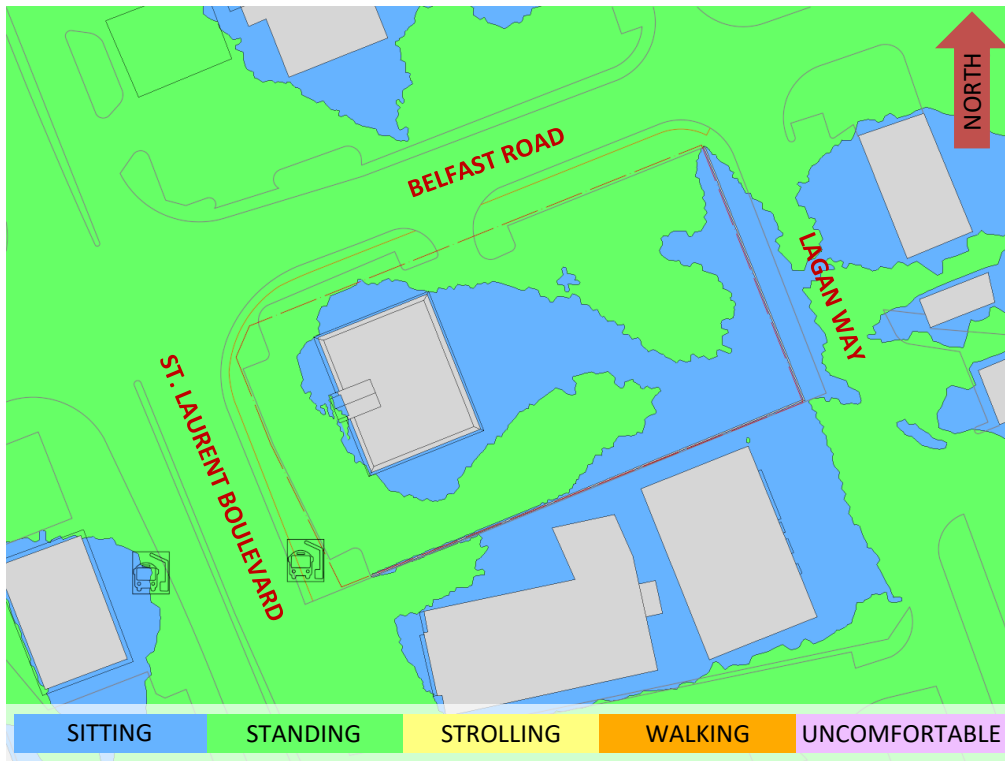 NORTH
BELFAST ROAD
LAGAN WAY
ST. LAURENT BOULEVARD
SITTING STANDING STROLLING WALKING UNCOMFORTABLE